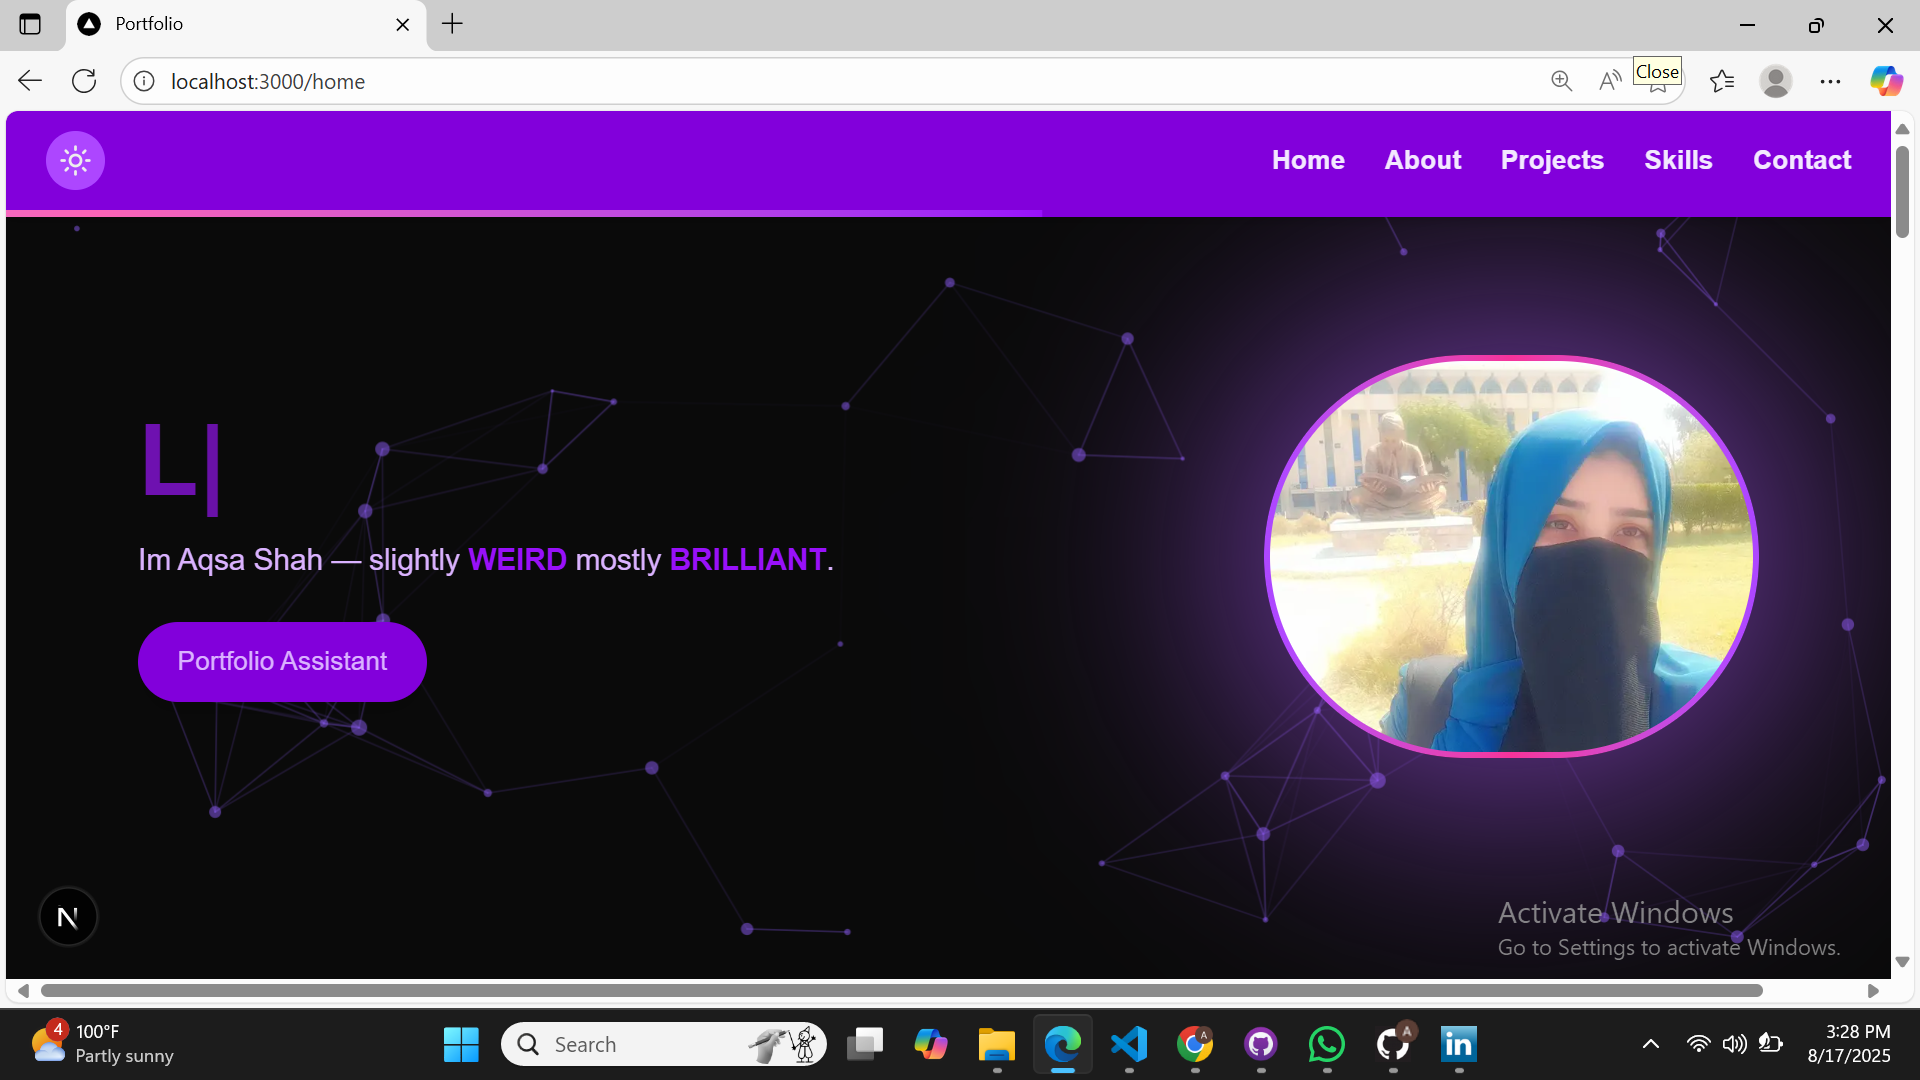 Portfolio
localhost:3000/home
Close
Home About Projects Skills Contact
L|
Im Aqsa Shah — slightly WEIRD mostly BRILLIANT.
Portfolio Assistant
N
Activate Windows
Go to Settings to activate Windows.
4
100°F
Partly sunny
Search
A
A
in
3:28 PM
8/17/2025